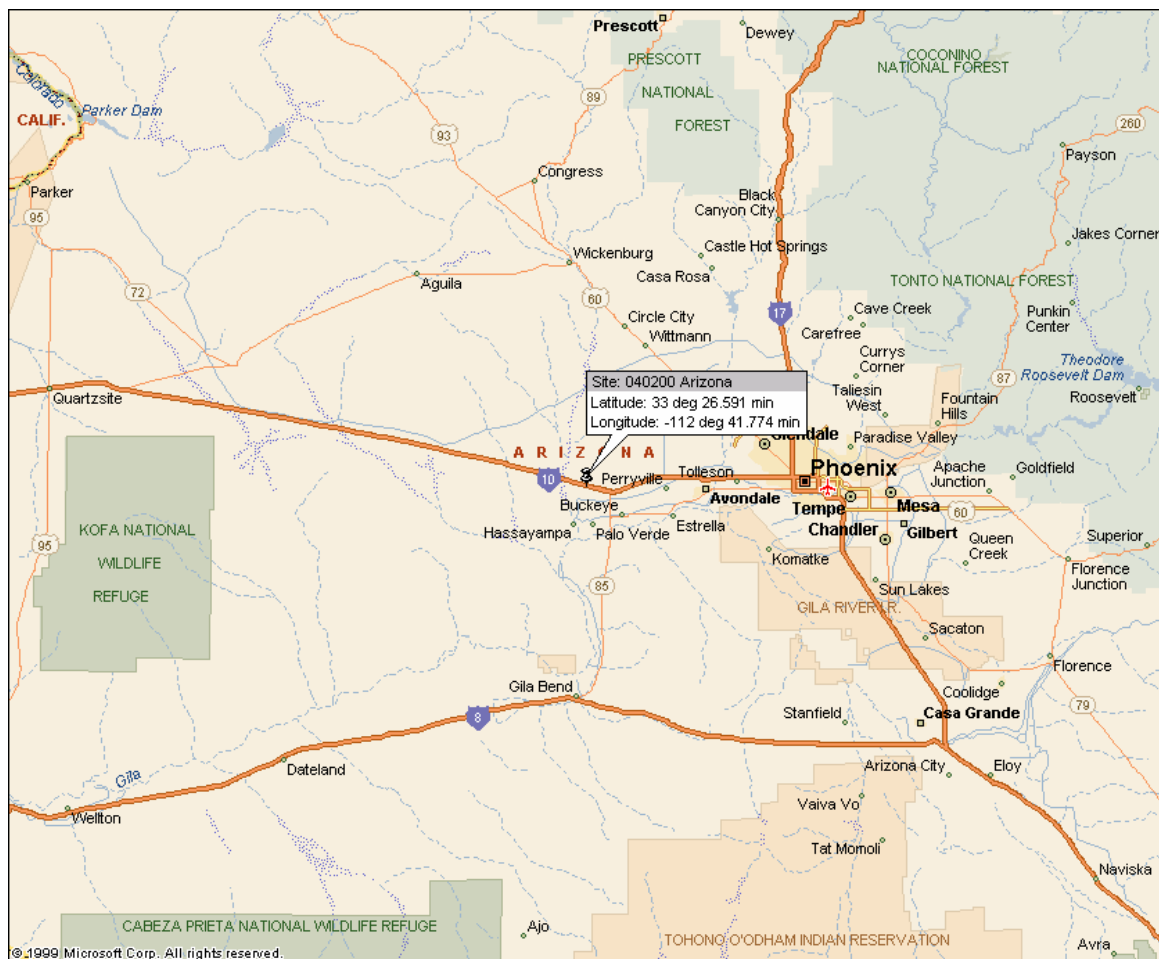 Prescott
Dewey
COCONINO
NATIONAL FOREST
PRESCOTT
NATIONAL
FOREST
Colorado
Parker Dam
CALIF.
89
93
260
Payson
Congress
Parker
95
Black
Canyon City
Jakes Corner
Castle Hot Springs
Wickenburg
Casa Rosa
Aguila
TONTO NATIONAL FOREST
72
60
17
Cave Creek
Punkin
Center
Circle City
Carefree
Wittmann
Currys
Corner
Theodore
Roosevelt Dam
87
Site: 040200 Arizona
Latitude: 33 deg 26.591 min
Longitude: -112 deg 41.774 min
Taliesin
West
Fountain
Hills
Roosevelt
Quartzsite
Glendale
Paradise Valley
ARIZONA
10
Perryville
Tolleson
Phoenix
Apache
Junction
Goldfield
Avondale
Buckeye
Tempe
Mesa
60
Hassayampa
Palo Verde
Estrella
Chandler
Gilbert
Queen
Creek
Superior
KOFA NATIONAL
WILDLIFE
REFUGE
95
Komatke
Florence
Junction
85
Sun Lakes
GILA RIVER I.R.
Sacaton
Florence
Gila Bend
Coolidge
79
8
Stanfield
Casa Grande
Gila
Dateland
Arizona City
Eloy
Wellton
Vaiva Vo
Tat Momoli
Naviska
CABEZA PRIETA NATIONAL WILDLIFE REFUGE
Ajo
TOHONO O'ODHAM INDIAN RESERVATION
Avra
© 1999 Microsoft Corp. All rights reserved.